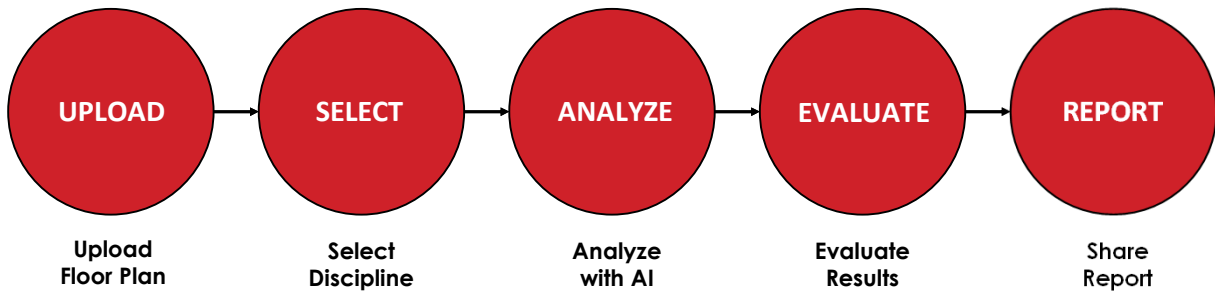 UPLOAD
SELECT
ANALYZE
EVALUATE
REPORT
Upload
Floor Plan
Select
Discipline
Analyze
with AI
Evaluate
Results
Share
Report